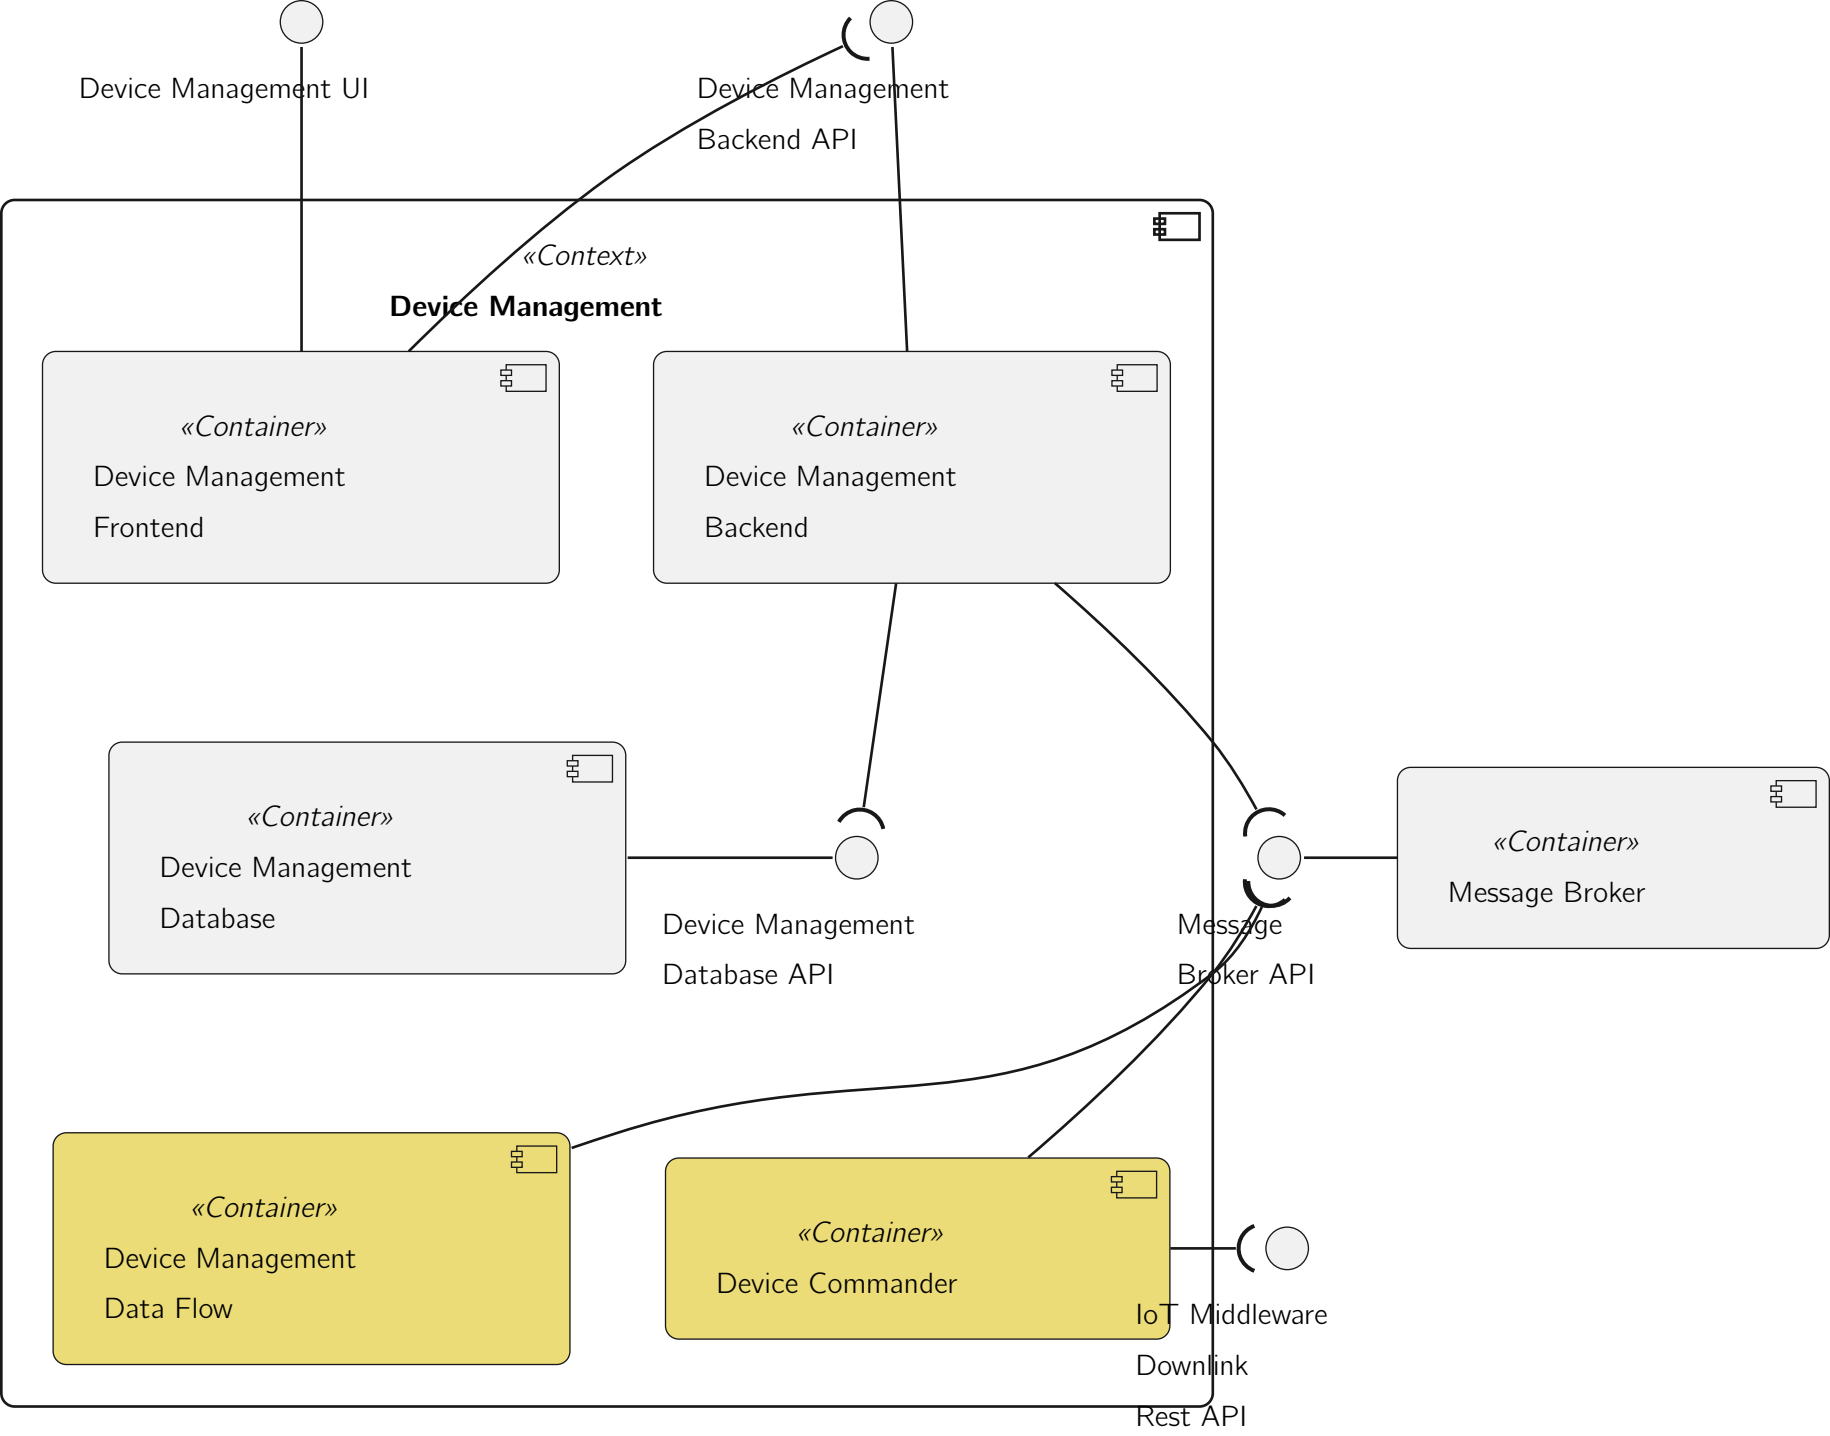 Device Management UI
Device Management
Backend API
«Context»
Device Management
«Container»
Device Management
Frontend
«Container»
Device Management
Backend
«Container»
Device Management
Database
Device Management
Database API
Message
Broker API
«Container»
Message Broker
«Container»
Device Management
Data Flow
«Container»
Device Commander
IoT Middleware
Downlink
Rest API